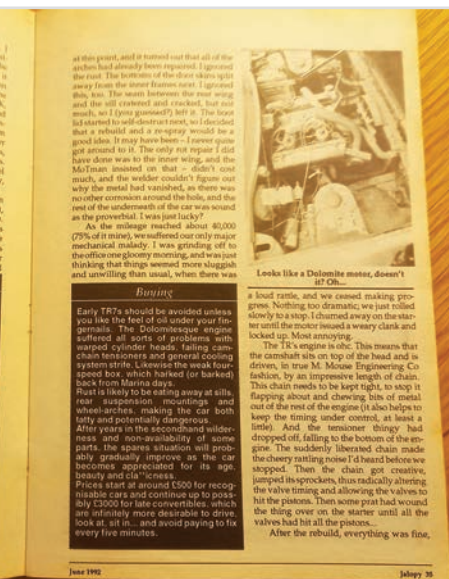 at this point, and it turned out that all of the
arches had already been repaired. I ignored
the rust. The bottoms of the door skins split
away from the inner frames next. I ignored
this, too. The seam between the rear wing
and the sill cratered and cracked, but not
much, so I (you guessed?) left it. The boot
lid started to self-destruct next, so I decided
that a rebuild and a re-spray would be a
good idea. It may have been - I never quite
got around to it. The only rot repair I did
have done was to the inner wing, and the
MoTman insisted on that - didn't cost
much, and the welder couldn't figure out
why the metal had vanished, as there was
no other corrosion around the hole, and the
rest of the underneath of the car was sound
as the proverbial. I was just lucky?
As the mileage reached about 40,000
(75% of it mine), we suffered our only major
mechanical malady. I was grinding off to
the office one gloomy morning, and was just
thinking that things seemed more sluggish
and unwilling than usual, when there was
Buying
Early TR7s should be avoided unless
you like the feel of oil under your fin-
gernails. The Dolomitesque engine
suffered all sorts of problems with
warped cylinder heads, failing cam-
chain tensioners and general cooling
system strife. Likewise the weak four-
speed box, which harked (or barked)
back from Marina days.
Rust is likely to be eating away at sills,
rear suspension mountings and
wheel-arches, making the car both
tatty and potentially dangerous.
After years in the secondhand wilder-
ness and non-availability of some
parts, the spares situation will prob-
ably gradually improve as the car
becomes appreciated for its age,
beauty and cla**icness.
Prices start at around £500 for recog-
nisable cars and continue up to poss-
ibly £3000 for late convertibles, which
are infinitely more desirable to drive,
look at, sit in... and avoid paying to fix
every five minutes.
Looks like a Dolomite motor, doesn't
it? Oh...
a loud rattle, and we ceased making pro-
gress. Nothing too dramatic; we just rolled
slowly to a stop. I churned away on the star-
ter until the motor issued a weary clank and
locked up. Most annoying.
The TR's engine is ohc. This means that
the camshaft sits on top of the head and is
driven, in true M. Mouse Engineering Co
fashion, by an impressive length of chain.
This chain needs to be kept tight, to stop it
flapping about and chewing bits of metal
out of the rest of the engine (it also helps to
keep the timing under control, at least a
little). And the tensioner thingy had
dropped off, falling to the bottom of the en-
gine. The suddenly liberated chain made
the cheery rattling noise I'd heard before we
stopped. Then the chain got creative,
jumped its sprockets, thus radically altering
the valve timing and allowing the valves to
hit the pistons. Then some prat had wound
the thing over on the starter until all the
valves had hit all the pistons...
After the rebuild, everything was fine,
June 1992
Jalopy 35